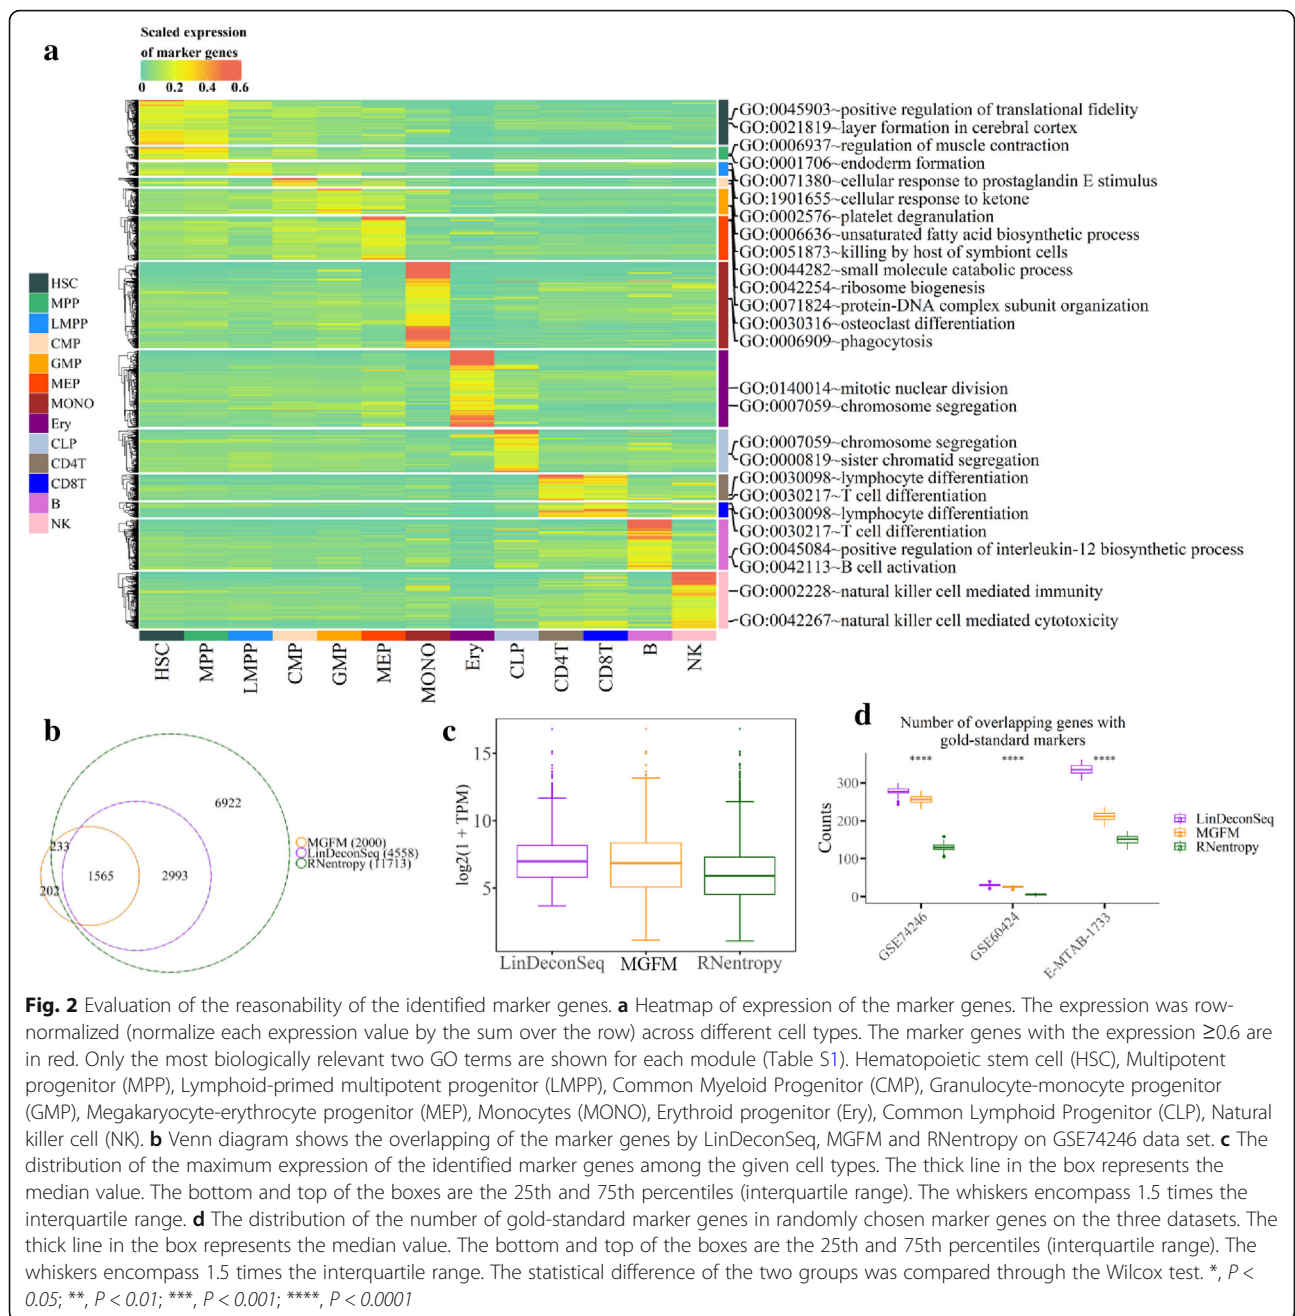 a
Scaled expression
of marker genes
0 0.2 0.4 0.6
GO:0045903~positive regulation of translational fidelity
GO:0021819~layer formation in cerebral cortex
GO:0006937~regulation of muscle contraction
GO:0001706~endoderm formation
GO:0071380~cellular response to prostaglandin E stimulus
GO:1901655~cellular response to ketone
GO:0002576~platelet degranulation
GO:0006636~unsaturated fatty acid biosynthetic process
GO:0051873~killing by host of symbiont cells
GO:0044282~small molecule catabolic process
GO:0042254~ribosome biogenesis
GO:0071824~protein-DNA complex subunit organization
GO:0030316~osteoclast differentiation
GO:0006909~phagocytosis
GO:0140014~mitotic nuclear division
GO:0007059~chromosome segregation
GO:0007059~chromosome segregation
GO:0000819~sister chromatid segregation
GO:0030098~lymphocyte differentiation
GO:0030217~T cell differentiation
GO:0030098~lymphocyte differentiation
GO:0030217~T cell differentiation
GO:0045084~positive regulation of interleukin-12 biosynthetic process
GO:0042113~B cell activation
GO:0002228~natural killer cell mediated immunity
GO:0042267~natural killer cell mediated cytotoxicity
HSC
MPP
LMPP
CMP
GMP
MEP
MONO
Ery
CLP
CD4T
CD8T
B
NK
HSC MPP LMPP CMP GMP MEP MONO Ery CLP CD4T CD8T B NK
b
6922
233
1565
2993
202
MGFM (2000)
LinDeconSeq (4558)
RNentropy (11713)
c
log2(1 + TPM)
15
10
5
LinDeconSeq MGFM RNentropy
d
Number of overlapping genes with
gold-standard markers
**** **** ****
Counts
300
200
100
0
GSE74246 GSE60424 E-MTAB-1733
LinDeconSeq
MGFM
RNentropy
Fig. 2 Evaluation of the reasonability of the identified marker genes. a Heatmap of expression of the marker genes. The expression was row-
normalized (normalize each expression value by the sum over the row) across different cell types. The marker genes with the expression ≥0.6 are
in red. Only the most biologically relevant two GO terms are shown for each module (Table S1). Hematopoietic stem cell (HSC), Multipotent
progenitor (MPP), Lymphoid-primed multipotent progenitor (LMPP), Common Myeloid Progenitor (CMP), Granulocyte-monocyte progenitor
(GMP), Megakaryocyte-erythrocyte progenitor (MEP), Monocytes (MONO), Erythroid progenitor (Ery), Common Lymphoid Progenitor (CLP), Natural
killer cell (NK). b Venn diagram shows the overlapping of the marker genes by LinDeconSeq, MGFM and RNentropy on GSE74246 data set. c The
distribution of the maximum expression of the identified marker genes among the given cell types. The thick line in the box represents the
median value. The bottom and top of the boxes are the 25th and 75th percentiles (interquartile range). The whiskers encompass 1.5 times the
interquartile range. d The distribution of the number of gold-standard marker genes in randomly chosen marker genes on the three datasets. The
thick line in the box represents the median value. The bottom and top of the boxes are the 25th and 75th percentiles (interquartile range). The
whiskers encompass 1.5 times the interquartile range. The statistical difference of the two groups was compared through the Wilcox test. *, P <
0.05; **, P < 0.01; ***, P < 0.001; ****, P < 0.0001